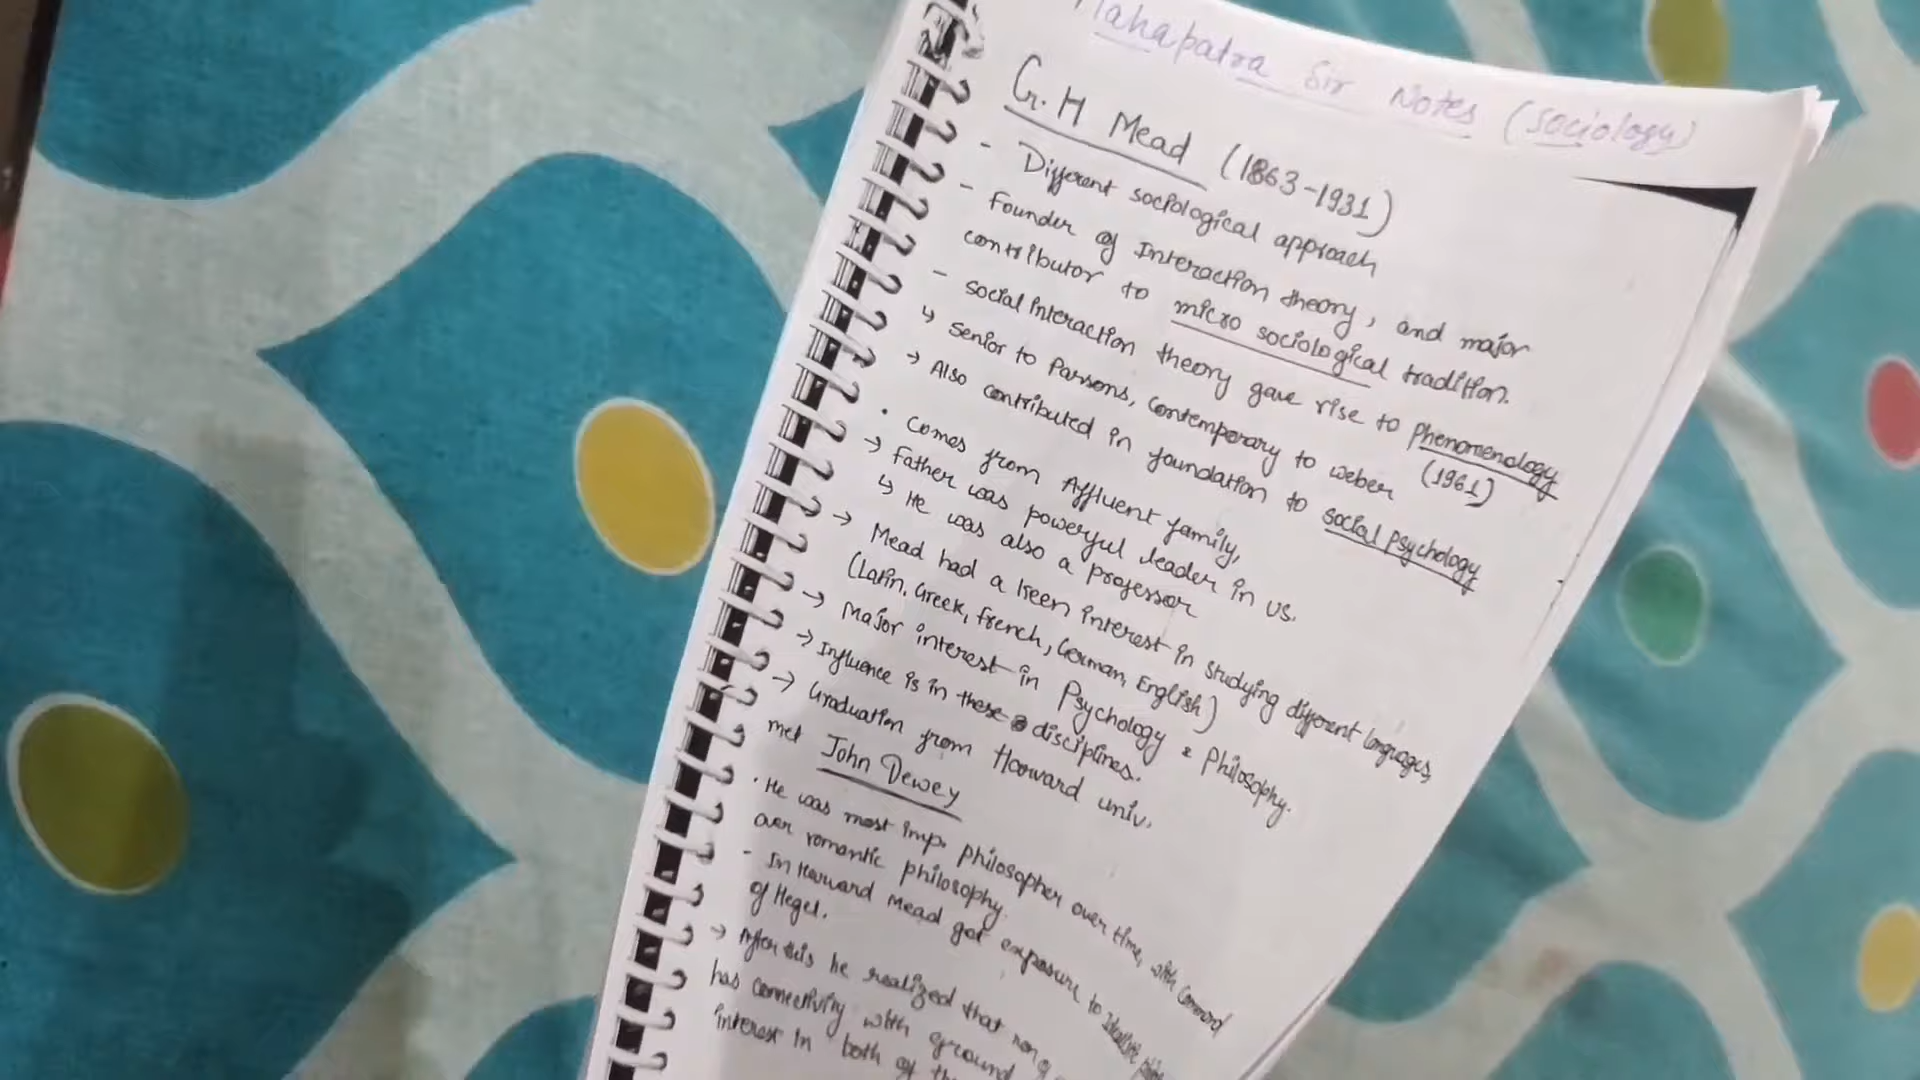 Mahapatra Sir Notes (Sociology)
G.H Mead (1863-1931)
- Different sociological approach
- Founder of Interaction theory, and major
contributor to micro sociological tradition.
- Social interaction theory gave rise to Phenomenology
(1961)
↳ Senior to Parsons, contemporary to weber
→ Also contributed in foundation to social psychology
• Comes from Affluent family,
→ Father was powerful leader in US.
↳ He was also a professor
→ Mead had a keen interest in studying different languages,
(Latin, Greek, French, German, English)
→ Major interest in Psychology & Philosophy.
→ Influence is in these disciplines.
→ Graduation from Harward univ,
met John Dewey
• He was most imp. philosopher over time, with command
over romantic philosophy.
- In Harvard Mead got exposure to Idealistic
of Hegel.
→ After this he realized that non
has connectivity with ground
interest in both of